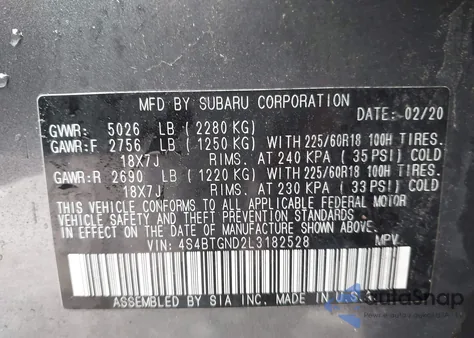 MFD BY SUBARU CORPORATION
DATE: 02/20
GVWR: 5026 LB (2280 KG)
GAWR:F 2756 LB (1250 KG) WITH 225/60R18 100H TIRES.
18X7J RIMS. AT 240 KPA (35 PSI) COLD
GAWR:R 2690 LB (1220 KG) WITH 225/60R18 100H TIRES.
18X7J RIMS. AT 230 KPA (33 PSI) COLD
THIS VEHICLE CONFORMS TO ALL APPLICABLE FEDERAL MOTOR
VEHICLE SAFETY AND THEFT PREVENTION STANDARDS IN
EFFECT ON THE DATE OF MANUFACTURE SHOWN ABOVE.
VIN: 4S4BTGND2L3182528 MPV
ASSEMBLED BY SIA INC. MADE IN U.S.A.
AutoSnap